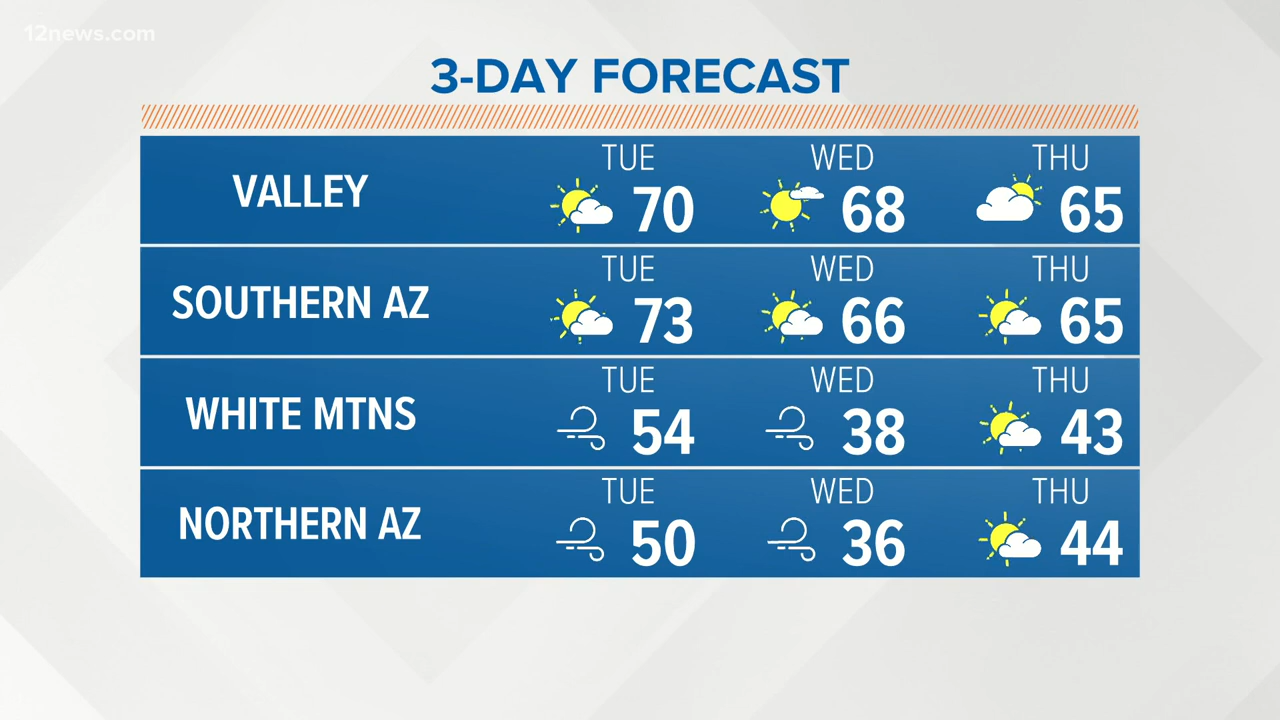 12news.com
3-DAY FORECAST
VALLEY
TUE WED THU
70 68 65
SOUTHERN AZ
TUE WED THU
73 66 65
WHITE MTNS
TUE WED THU
54 38 43
NORTHERN AZ
TUE WED THU
50 36 44